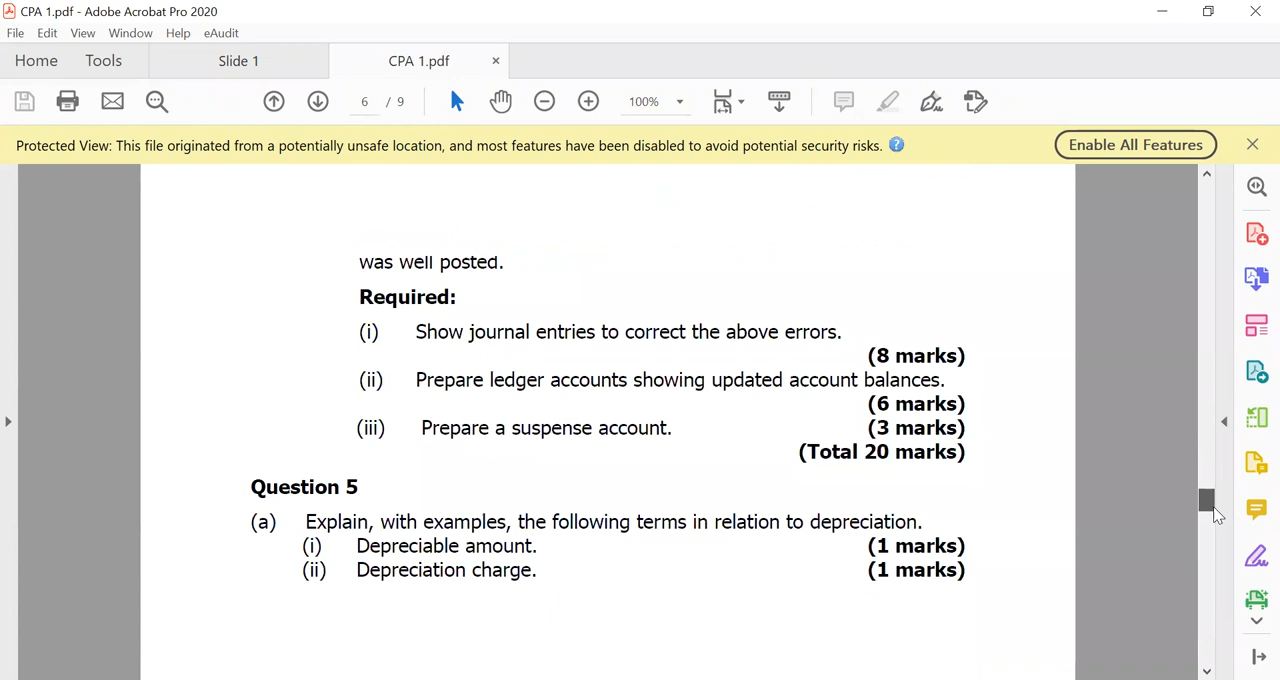 CPA 1.pdf - Adobe Acrobat Pro 2020
File Edit View Window Help eAudit
Home Tools Slide 1 CPA 1.pdf ×
6 / 9 100%
Protected View: This file originated from a potentially unsafe location, and most features have been disabled to avoid potential security risks. ? Enable All Features
was well posted.
Required:
(i) Show journal entries to correct the above errors.
(8 marks)
(ii) Prepare ledger accounts showing updated account balances.
(6 marks)
(iii) Prepare a suspense account. (3 marks)
(Total 20 marks)
Question 5
(a) Explain, with examples, the following terms in relation to depreciation.
(i) Depreciable amount. (1 marks)
(ii) Depreciation charge. (1 marks)